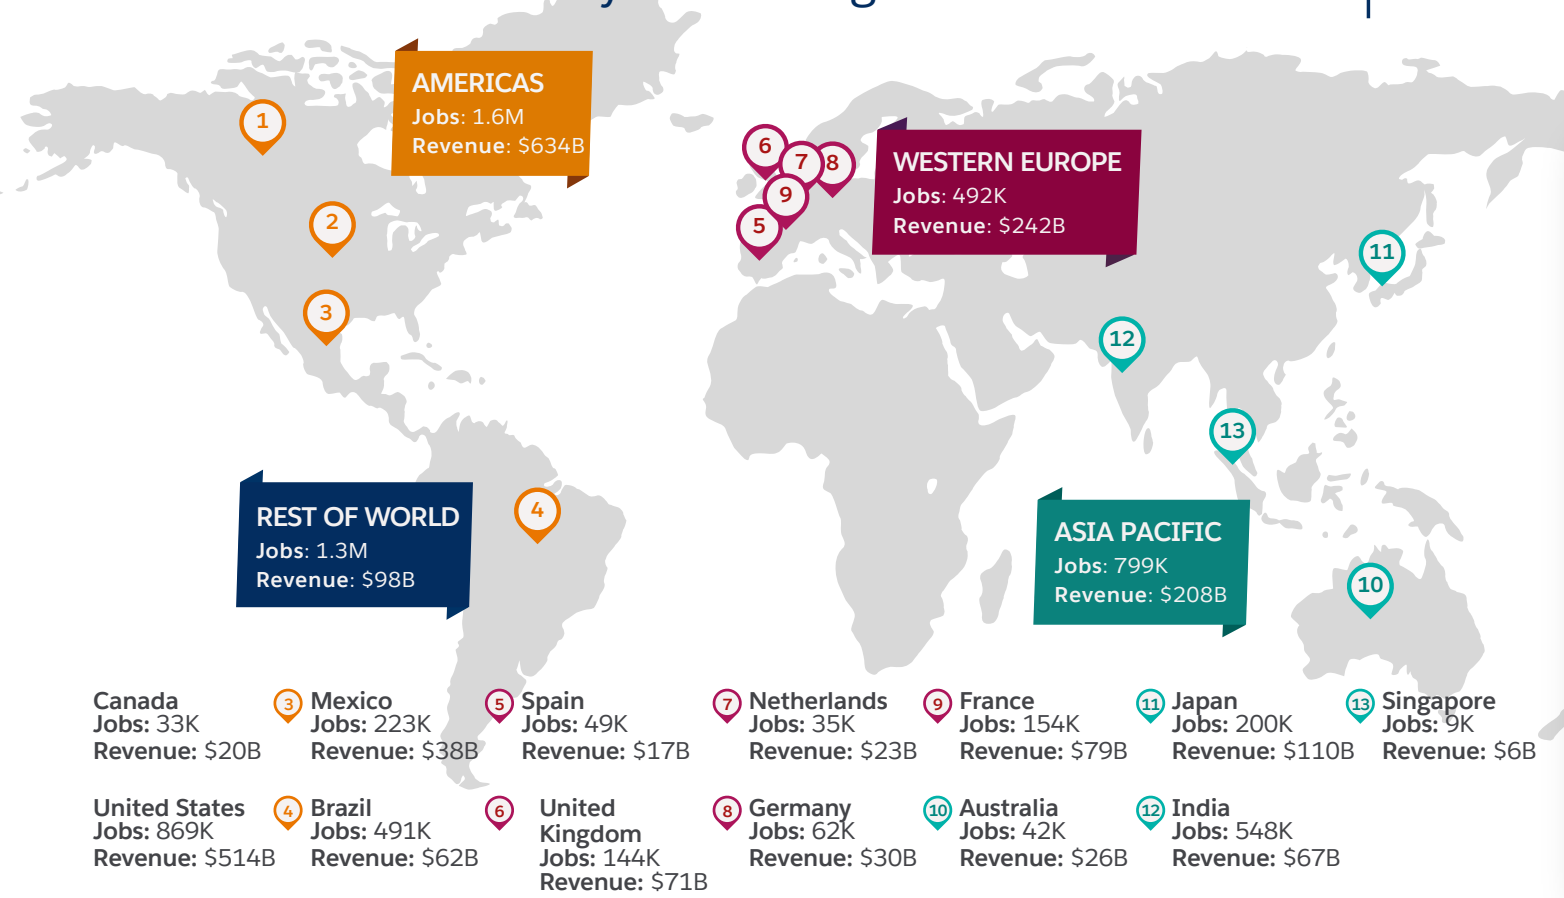 AMERICAS
Jobs: 1.6M
Revenue: $634B
WESTERN EUROPE
Jobs: 492K
Revenue: $242B
REST OF WORLD
Jobs: 1.3M
Revenue: $98B
ASIA PACIFIC
Jobs: 799K
Revenue: $208B
1
2
3
4
6
7
8
9
5
11
12
13
10
Canada
Jobs: 33K
Revenue: $20B
3 Mexico
Jobs: 223K
Revenue: $38B
5 Spain
Jobs: 49K
Revenue: $17B
7 Netherlands
Jobs: 35K
Revenue: $23B
9 France
Jobs: 154K
Revenue: $79B
11 Japan
Jobs: 200K
Revenue: $110B
13 Singapore
Jobs: 9K
Revenue: $6B
United States
Jobs: 869K
Revenue: $514B
4 Brazil
Jobs: 491K
Revenue: $62B
6 United
Kingdom
Jobs: 144K
Revenue: $71B
8 Germany
Jobs: 62K
Revenue: $30B
10 Australia
Jobs: 42K
Revenue: $26B
12 India
Jobs: 548K
Revenue: $67B